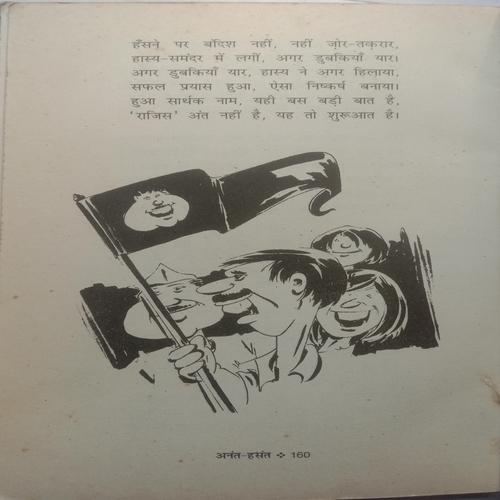 हँसने पर बंदिश नहीं, नहीं जोर-तकरार,
हास्य-समंदर में लगीं, अगर डुबकियाँ यार।
अगर डुबकियाँ यार, हास्य ने अगर हिलाया,
सफल प्रयास हुआ, ऐसा निष्कर्ष बनाया।
हुआ सार्थक नाम, यही बस बड़ी बात है,
'राजिस' अंत नहीं है, यह तो शुरूआत है।
अनंत-हसंत ❖ 160